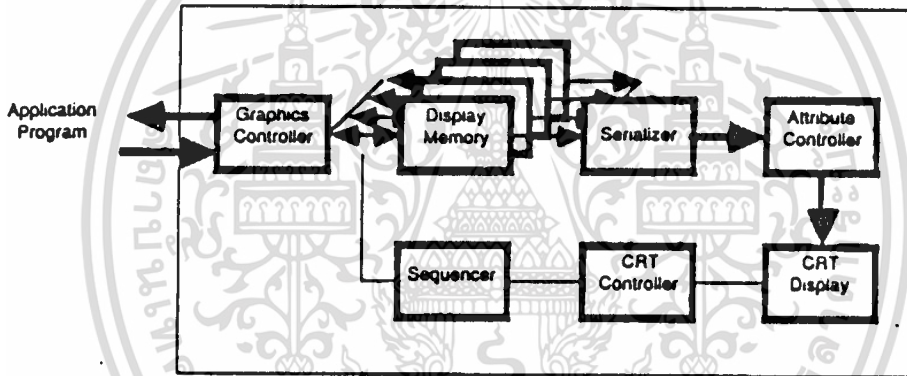 Application
Program
Graphics
Controller
Display
Memory
Serializer
Attribute
Controller
Sequencer
CRT
Controller
CRT
Display